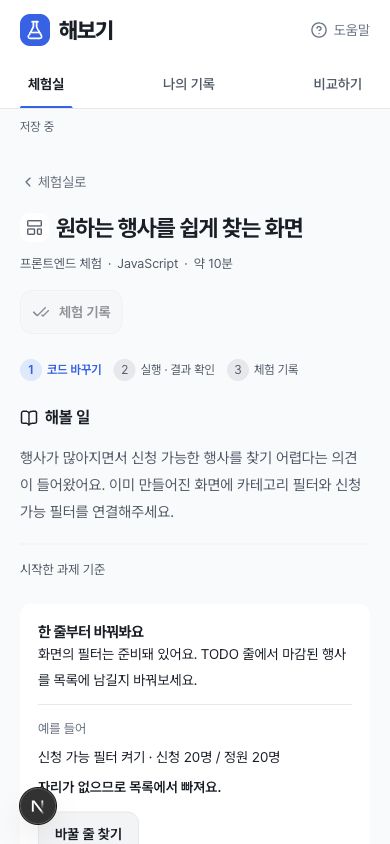 해보기
도움말
체험실
나의 기록
비교하기
저장 중
체험실로
원하는 행사를 쉽게 찾는 화면
프론트엔드 체험 · JavaScript · 약 10분
체험 기록
1 코드 바꾸기 2 실행 · 결과 확인 3 체험 기록
해볼 일
행사가 많아지면서 신청 가능한 행사를 찾기 어렵다는 의견
이 들어왔어요. 이미 만들어진 화면에 카테고리 필터와 신청
가능 필터를 연결해주세요.
시작한 과제 기준
한 줄부터 바꿔봐요
화면의 필터는 준비돼 있어요. TODO 줄에서 마감된 행사
를 목록에 남길지 바꿔보세요.
예를 들어
신청 가능 필터 켜기 · 신청 20명 / 정원 20명
자리가 없으므로 목록에서 빠져요.
N
바꿀 줄 찾기